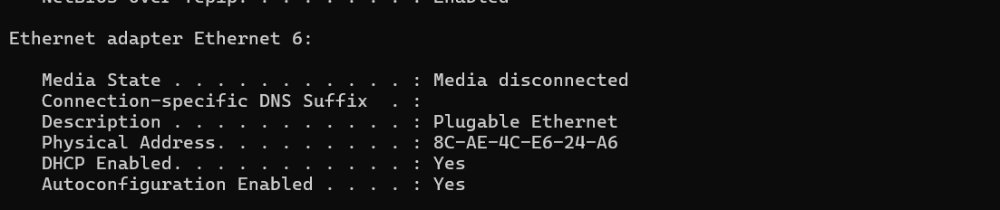 NetBIOS over Tcpip. . . . . . . . : Enabled
Ethernet adapter Ethernet 6:
Media State . . . . . . . . . . . : Media disconnected
Connection-specific DNS Suffix  . :
Description . . . . . . . . . . . : Plugable Ethernet
Physical Address. . . . . . . . . : 8C-AE-4C-E6-24-A6
DHCP Enabled. . . . . . . . . . . : Yes
Autoconfiguration Enabled . . . . : Yes